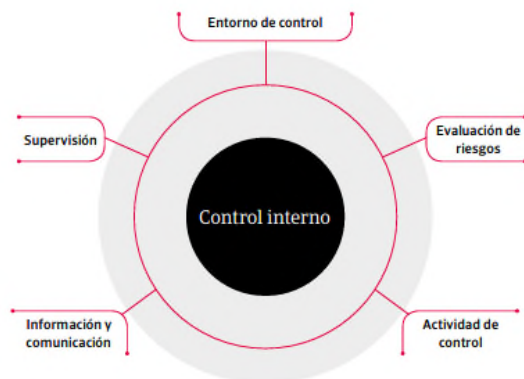 Entorno de control
Supervisión
Evaluación de
riesgos
Control interno
Información y
comunicación
Actividad de
control